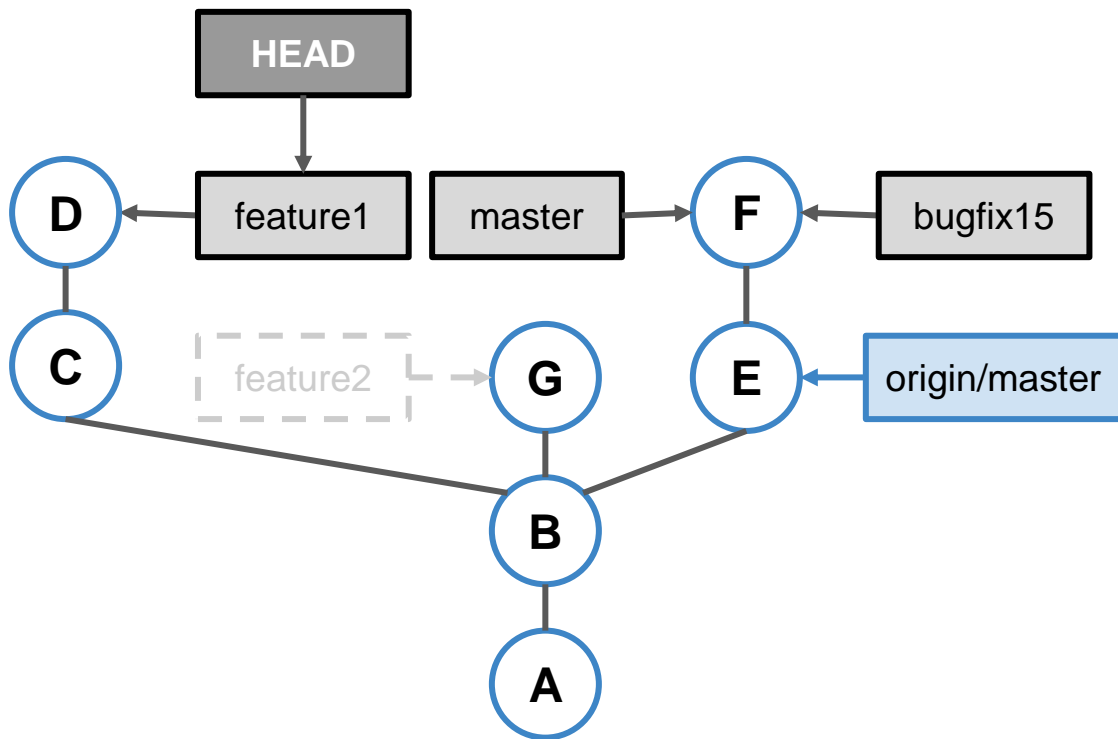 HEAD
D
feature1
master
F
bugfix15
C
feature2
G
E
origin/master
B
A